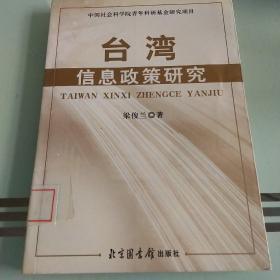 中国社会科学院青年科研基金研究项目
台湾
信息政策研究
TAIWAN XINXI ZHENGCE YANJIU
梁俊兰◎著
北京图书馆出版社